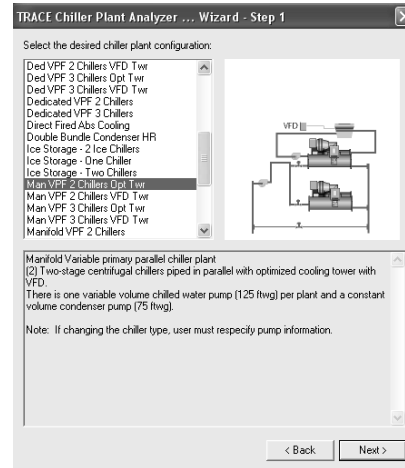 TRACE Chiller Plant Analyzer ... Wizard - Step 1
Select the desired chiller plant configuration:
Ded VPF 2 Chillers VFD Twr
Ded VPF 3 Chillers Opt Twr
Ded VPF 3 Chillers VFD Twr
Dedicated VPF 2 Chillers
Dedicated VPF 3 Chillers
Direct Fired Abs Cooling
Double Bundle Condenser HR
Ice Storage - 2 Ice Chillers
Ice Storage - One Chiller
Ice Storage - Two Chillers
Man VPF 2 Chillers Opt Twr
Man VPF 2 Chillers VFD Twr
Man VPF 3 Chillers Opt Twr
Man VPF 3 Chillers VFD Twr
Manifold VPF 2 Chillers
VFD
Manifold Variable primary parallel chiller plant
(2) Two-stage centrifugal chillers piped in parallel with optimized cooling tower with
VFD.
There is one variable volume chilled water pump (125 ftwg) per plant and a constant
volume condenser pump (75 ftwg).
Note: If changing the chiller type, user must respecify pump information.
< Back
Next >